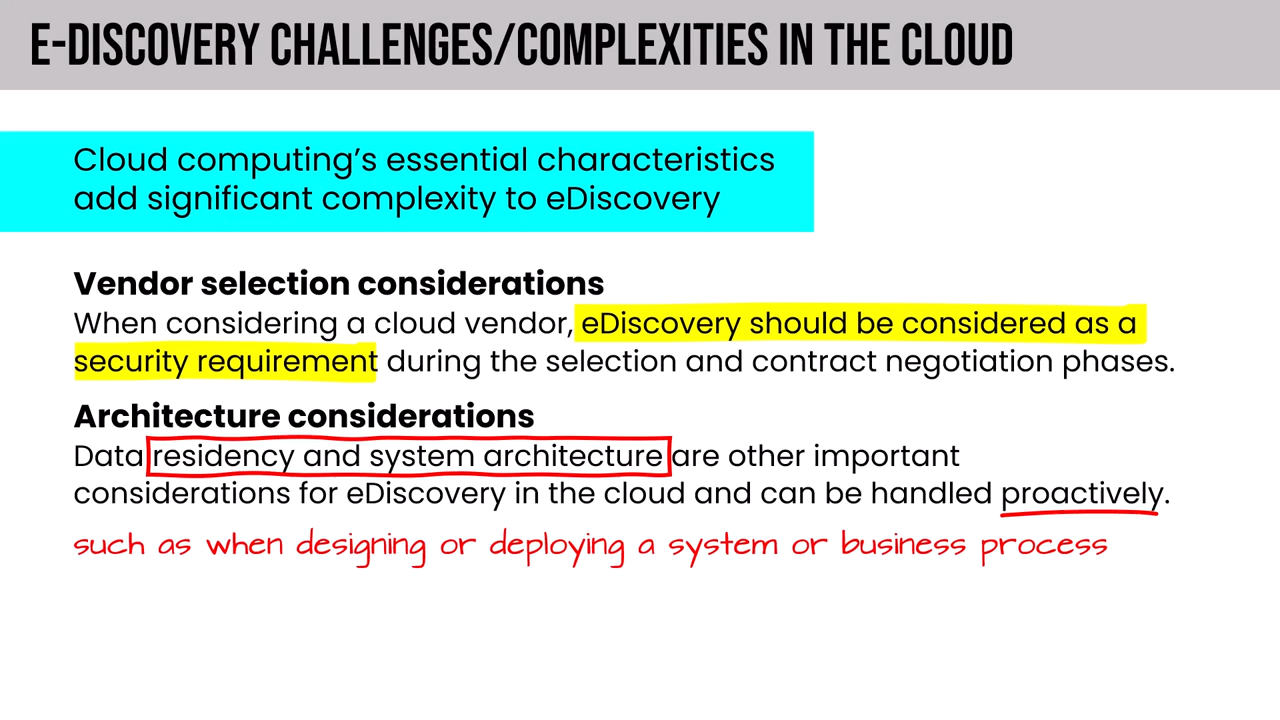 E-DISCOVERY CHALLENGES/COMPLEXITIES IN THE CLOUD
Cloud computing’s essential characteristics
add significant complexity to eDiscovery
Vendor selection considerations
When considering a cloud vendor, eDiscovery should be considered as a
security requirement during the selection and contract negotiation phases.
Architecture considerations
Data residency and system architecture are other important
considerations for eDiscovery in the cloud and can be handled proactively.
such as when designing or deploying a system or business process